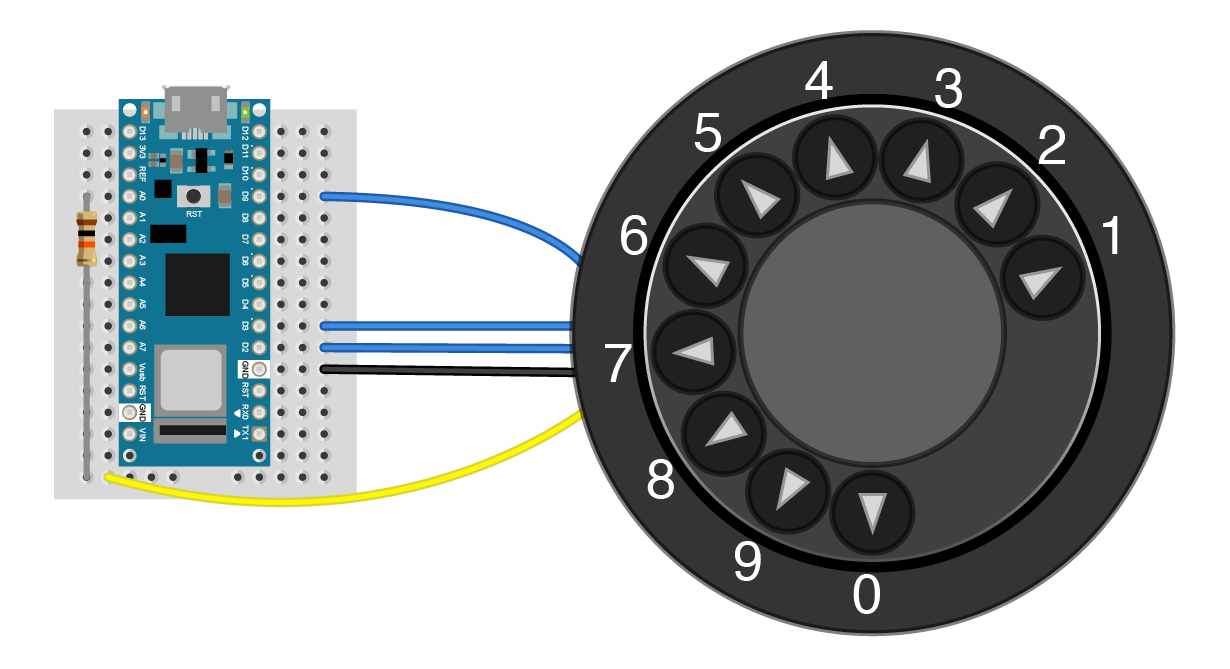 D13
3V3
REF
A0
A1
A2
A3
A4
A5
A6
A7
Vusb
RST
GND
VIN
RST
D12
D11
D10
D9
D8
D7
D6
D5
D4
D3
D2
GND
RST
RX0
TX1
1
2
3
4
5
6
7
8
9
0